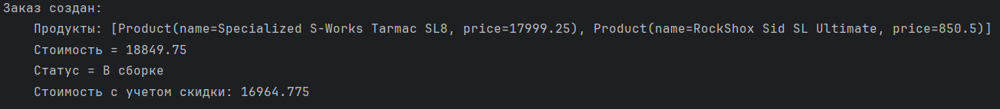 Заказ создан:
Продукты: [Product(name=Specialized S-Works Tarmac SL8, price=17999.25), Product(name=RockShox Sid SL Ultimate, price=850.5)]
Стоимость = 18849.75
Статус = В сборке
Стоимость с учетом скидки: 16964.775